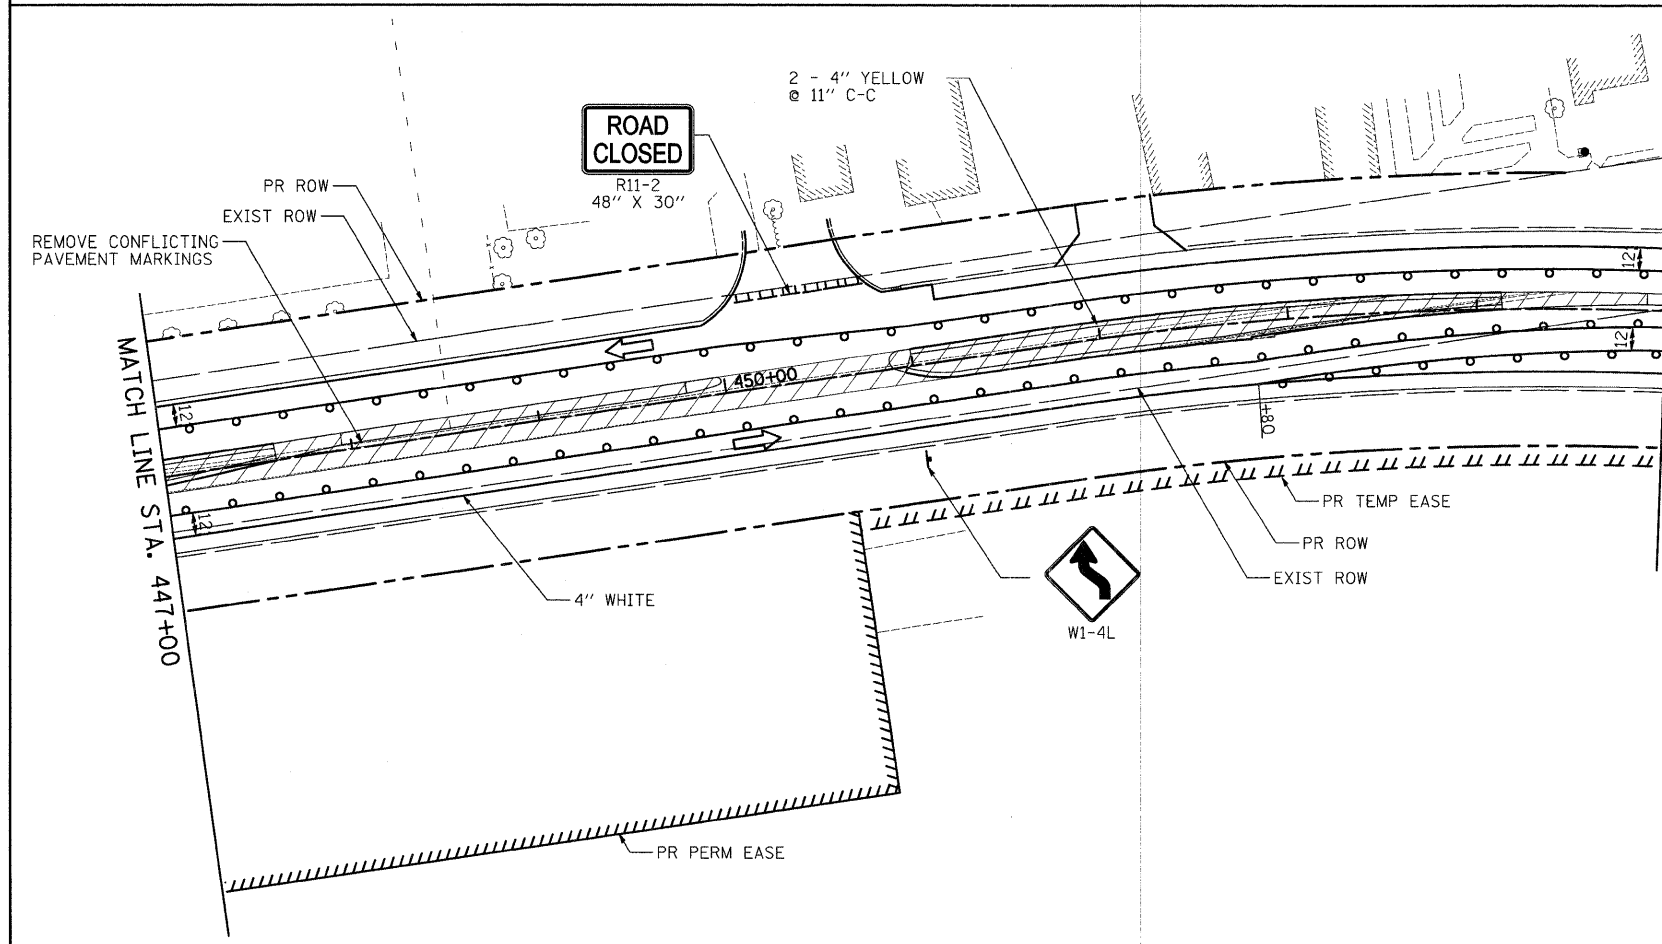 2 - 4" YELLOW
@ 11" C-C
ROAD
CLOSED
R11-2
48" X 30"
PR ROW
EXIST ROW
REMOVE CONFLICTING
PAVEMENT MARKINGS
12'
12'
MATCH LINE STA. 447+00
450+00
12'
12'
+80
PR TEMP EASE
PR ROW
EXIST ROW
4" WHITE
W1-4L
PR PERM EASE